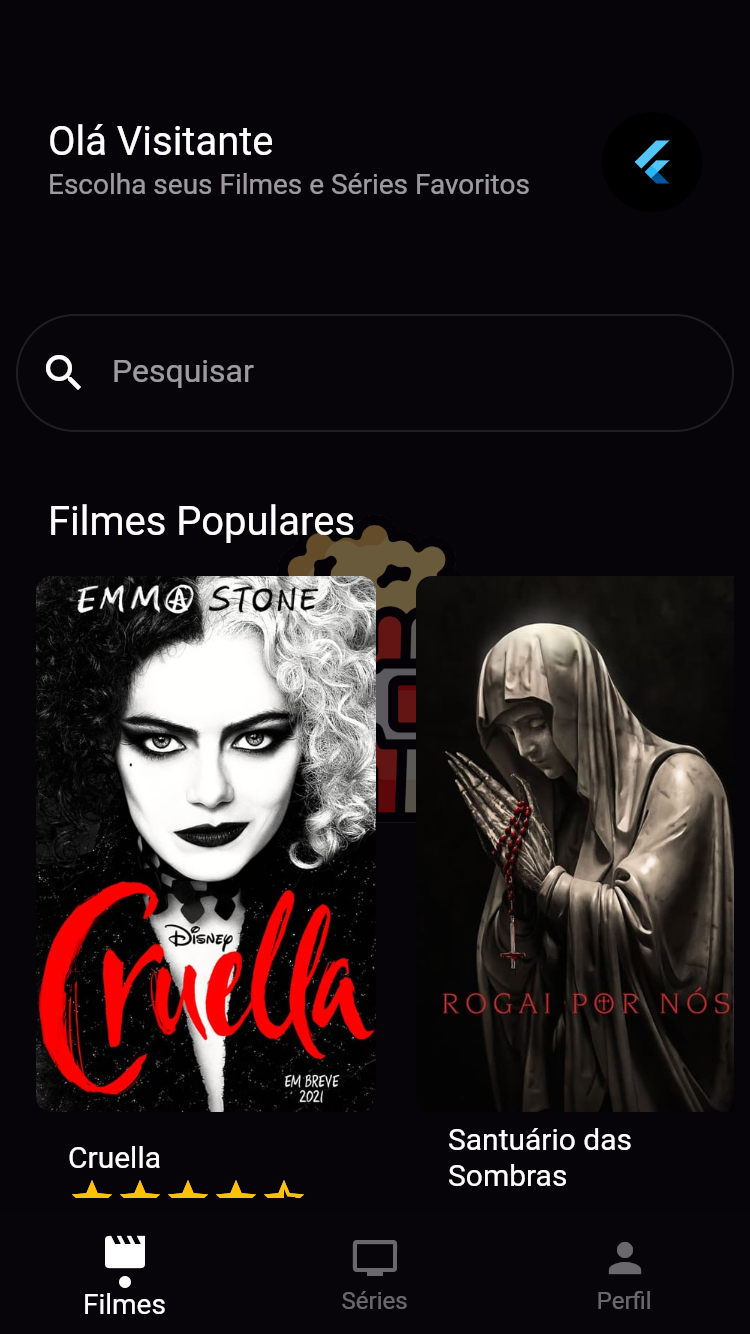 Olá Visitante
Escolha seus Filmes e Séries Favoritos
Pesquisar
Filmes Populares
EMMA STONE
Disney
Cruella
EM BREVE
2021
ROGAI POR NÓS
Cruella
Santuário das
Sombras
Filmes
Séries
Perfil